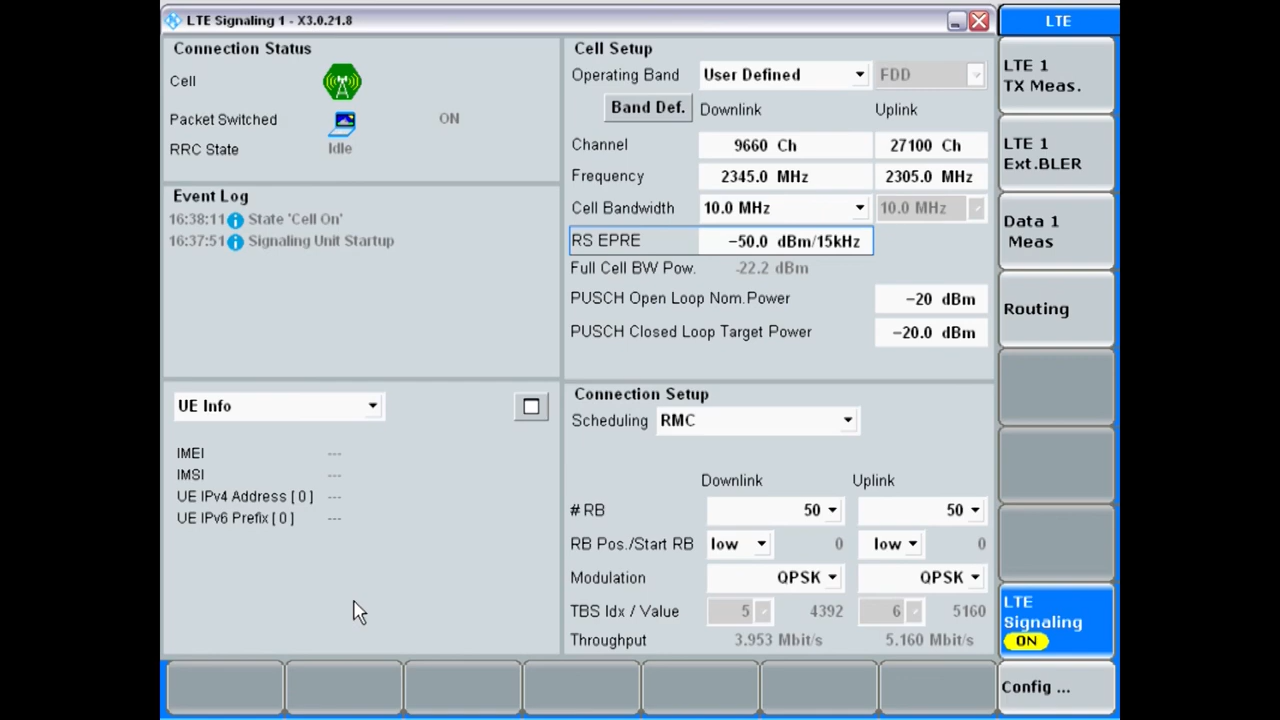 LTE Signaling 1 - X3.0.21.8
LTE
Connection Status
Cell
Packet Switched ON
RRC State Idle
Event Log
16:38:11 State 'Cell On'
16:37:51 Signaling Unit Startup
UE Info
IMEI ---
IMSI ---
UE IPv4 Address [ 0 ] ---
UE IPv6 Prefix [ 0 ] ---
Cell Setup
Operating Band User Defined FDD
Band Def. Downlink Uplink
Channel 9660 Ch 27100 Ch
Frequency 2345.0 MHz 2305.0 MHz
Cell Bandwidth 10.0 MHz 10.0 MHz
RS EPRE -50.0 dBm/15kHz
Full Cell BW Pow. -22.2 dBm
PUSCH Open Loop Nom.Power -20 dBm
PUSCH Closed Loop Target Power -20.0 dBm
Connection Setup
Scheduling RMC
Downlink Uplink
# RB 50 50
RB Pos./Start RB low 0 low 0
Modulation QPSK QPSK
TBS Idx / Value 5 4392 6 5160
Throughput 3.953 Mbit/s 5.160 Mbit/s
LTE 1
TX Meas.
LTE 1
Ext.BLER
Data 1
Meas
Routing
LTE
Signaling
ON
Config ...